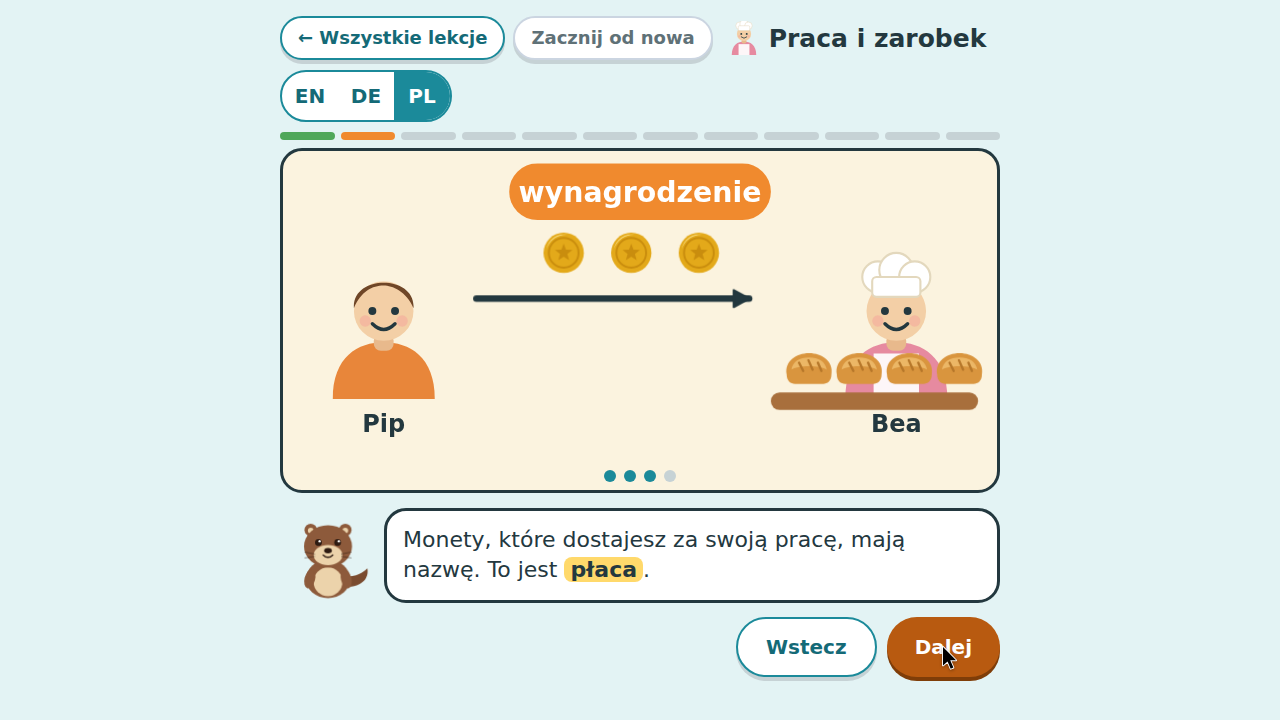 ← Wszystkie lekcje
Zacznij od nowa
Praca i zarobek
EN DE PL
wynagrodzenie
Pip
Bea
Monety, które dostajesz za swoją pracę, mają
nazwę. To jest płaca.
Wstecz
Dalej